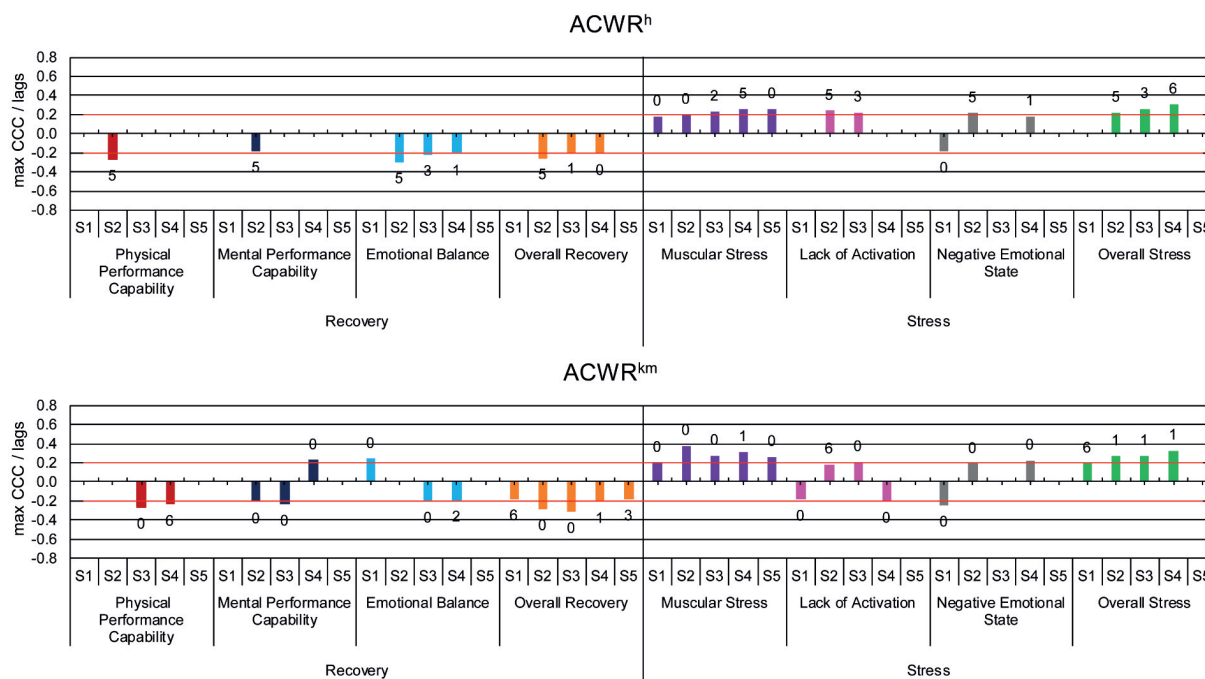 ACWRʰ
max CCC / lags
0.8
0.6
0.4
0.2
0.0
-0.2
-0.4
-0.6
-0.8
5 5 5 3 1 5 1 0 0 0 2 5 0 5 3 0 5 1 5 3 6
S1 S2 S3 S4 S5 S1 S2 S3 S4 S5 S1 S2 S3 S4 S5 S1 S2 S3 S4 S5 S1 S2 S3 S4 S5 S1 S2 S3 S4 S5 S1 S2 S3 S4 S5 S1 S2 S3 S4 S5
Physical Performance Capability
Mental Performance Capability
Emotional Balance
Overall Recovery
Muscular Stress
Lack of Activation
Negative Emotional State
Overall Stress
Recovery
Stress
ACWRᵏᵐ
max CCC / lags
0.8
0.6
0.4
0.2
0.0
-0.2
-0.4
-0.6
-0.8
0 6 0 0 0 0 0 2 6 0 0 1 3 0 0 0 1 0 0 6 0 0 0 0 0 6 1 1 1
S1 S2 S3 S4 S5 S1 S2 S3 S4 S5 S1 S2 S3 S4 S5 S1 S2 S3 S4 S5 S1 S2 S3 S4 S5 S1 S2 S3 S4 S5 S1 S2 S3 S4 S5 S1 S2 S3 S4 S5
Physical Performance Capability
Mental Performance Capability
Emotional Balance
Overall Recovery
Muscular Stress
Lack of Activation
Negative Emotional State
Overall Stress
Recovery
Stress